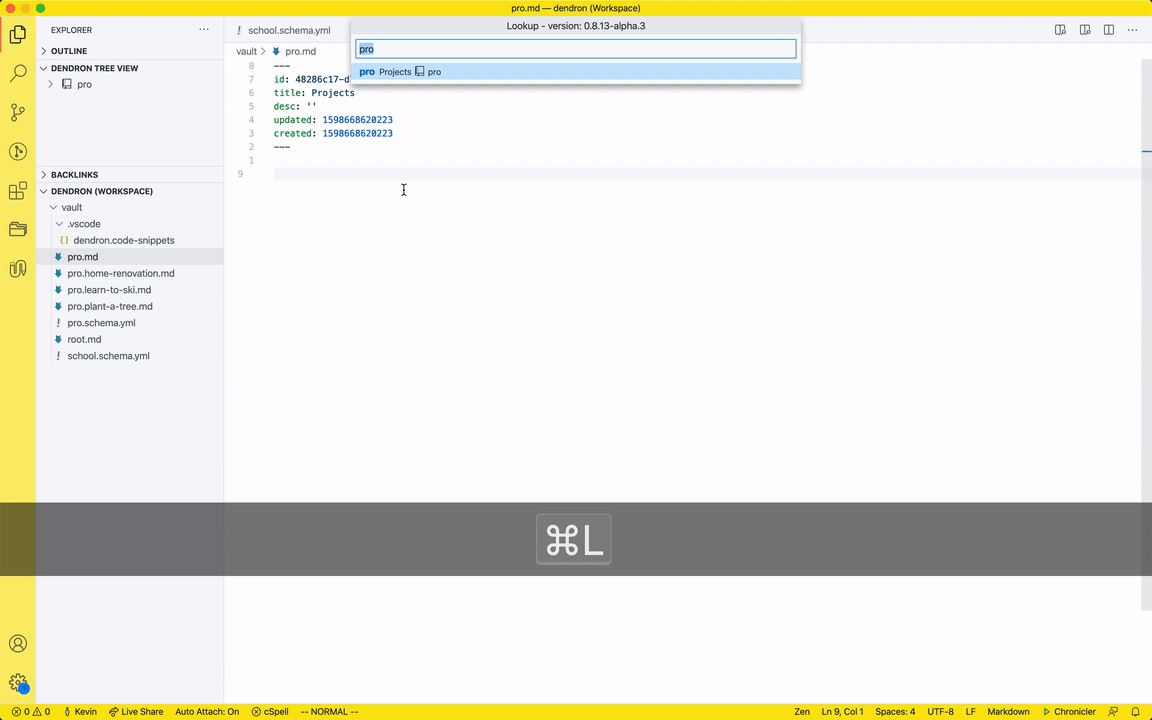 pro.md — dendron (Workspace)
EXPLORER
OUTLINE
DENDRON TREE VIEW
pro
BACKLINKS
DENDRON (WORKSPACE)
vault
.vscode
dendron.code-snippets
pro.md
pro.home-renovation.md
pro.learn-to-ski.md
pro.plant-a-tree.md
pro.schema.yml
root.md
school.schema.yml
school.schema.yml
vault
pro.md
Lookup - version: 0.8.13-alpha.3
pro
pro Projects pro
8 ---
7 id: 48286c17-d
6 title: Projects
5 desc: ''
4 updated: 1598668620223
3 created: 1598668620223
2 ---
1
9
⌘L
1
0 0 Kevin Live Share Auto Attach: On cSpell -- NORMAL -- Zen Ln 9, Col 1 Spaces: 4 UTF-8 LF Markdown Chronicler